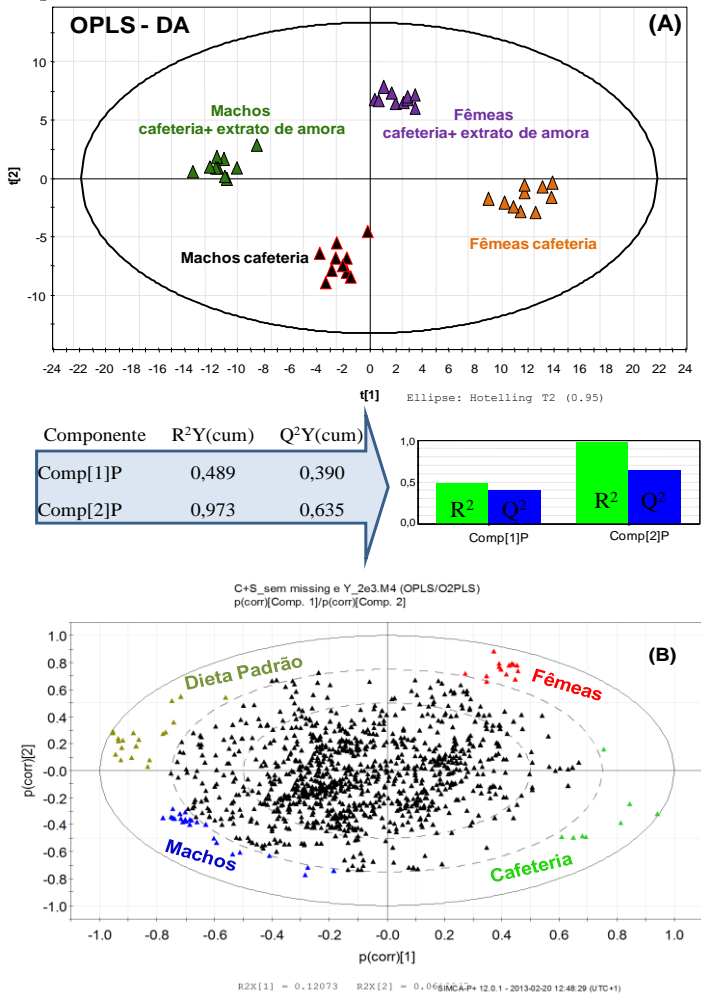 OPLS - DA
(A)
t[2]
10
5
0
-5
-10
Machos
cafeteria+ extrato de amora
Fêmeas
cafeteria+ extrato de amora
Machos cafeteria
Fêmeas cafeteria
-24 -22 -20 -18 -16 -14 -12 -10 -8 -6 -4 -2 0 2 4 6 8 10 12 14 16 18 20 22 24
t[1]
Ellipse: Hotelling T2 (0.95)
Componente R²Y(cum) Q²Y(cum)
Comp[1]P 0,489 0,390
Comp[2]P 0,973 0,635
1,0
0,5
0,0
R² Q² R² Q²
Comp[1]P Comp[2]P
C+S_sem missing e Y_2e3.M4 (OPLS/O2PLS)
p(corr)[Comp. 1]/p(corr)[Comp. 2]
(B)
Dieta Padrão
Fêmeas
Machos
Cafeteria
p(corr)[2]
1.0
0.8
0.6
0.4
0.2
-0.0
-0.2
-0.4
-0.6
-0.8
-1.0
-1.0 -0.8 -0.6 -0.4 -0.2 -0.0 0.2 0.4 0.6 0.8 1.0
p(corr)[1]
R2X[1] = 0.12073 R2X[2] = SIMCA-P+ 12.0.1 - 2013-02-20 12:48:29 (UTC+1)